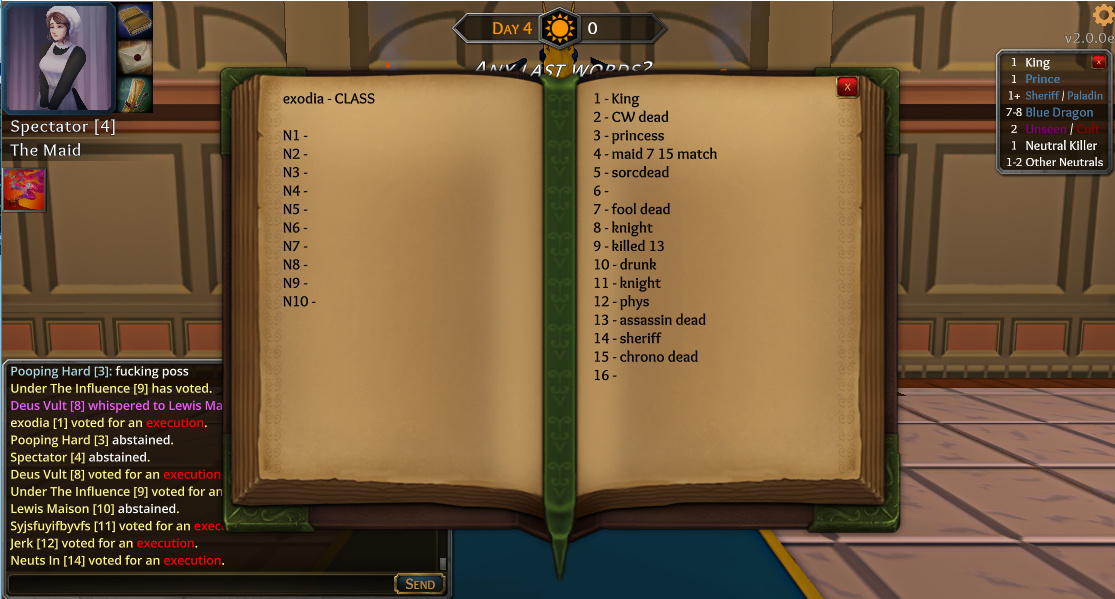 DAY 4
0
v2.0.0e
ANY LAST WORDS?
Spectator [4]
The Maid
1 King
x
1 Prince
1+ Sheriff / Paladin
7-8 Blue Dragon
2 Unseen / Cult
1 Neutral Killer
1-2 Other Neutrals
exodia - CLASS
N1 -
N2 -
N3 -
N4 -
N5 -
N6 -
N7 -
N8 -
N9 -
N10 -
x
1 - King
2 - CW dead
3 - princess
4 - maid 7 15 match
5 - sorcdead
6 -
7 - fool dead
8 - knight
9 - killed 13
10 - drunk
11 - knight
12 - phys
13 - assassin dead
14 - sheriff
15 - chrono dead
16 -
Pooping Hard [3]: fucking poss
Under The Influence [9] has voted.
Deus Vult [8] whispered to Lewis Ma
exodia [1] voted for an execution.
Pooping Hard [3] abstained.
Spectator [4] abstained.
Deus Vult [8] voted for an execution
Under The Influence [9] voted for an
Lewis Maison [10] abstained.
Syjsfuyifbyvfs [11] voted for an exec
Jerk [12] voted for an execution.
Neuts In [14] voted for an execution.
SEND